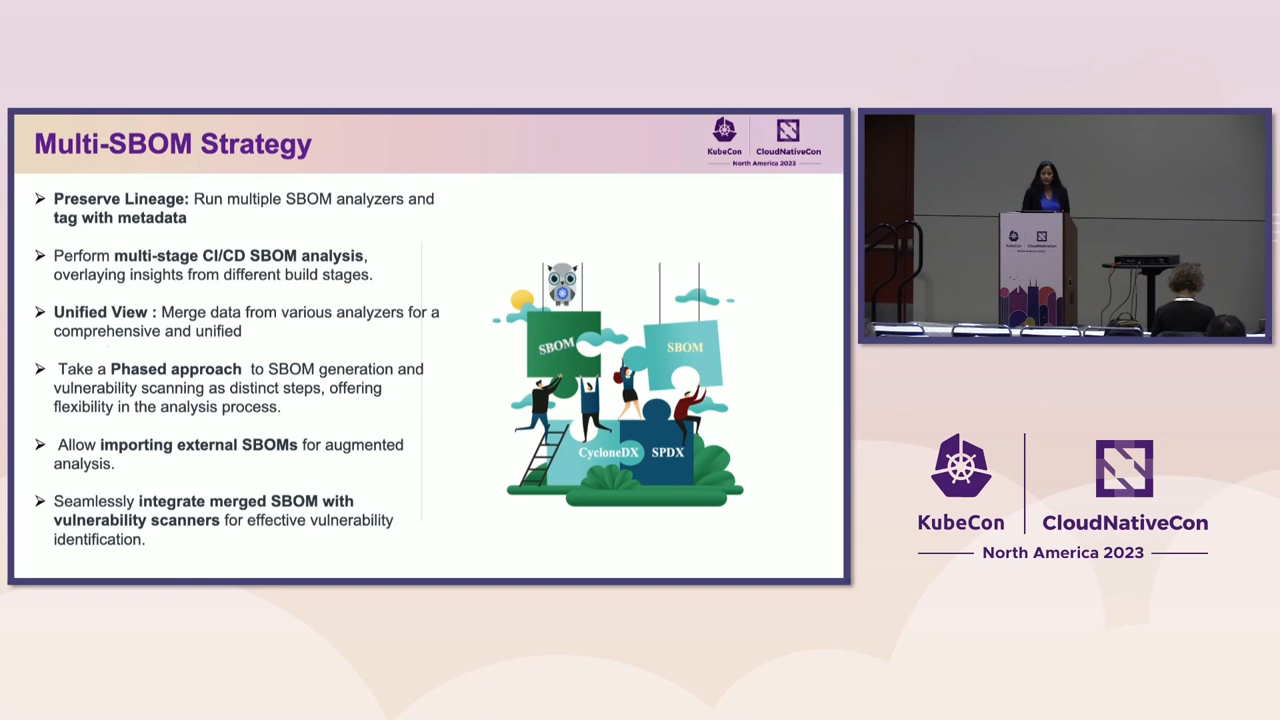 Multi-SBOM Strategy
KubeCon
CloudNativeCon
North America 2023
➢ Preserve Lineage: Run multiple SBOM analyzers and
tag with metadata
➢ Perform multi-stage CI/CD SBOM analysis,
overlaying insights from different build stages.
➢ Unified View : Merge data from various analyzers for a
comprehensive and unified
➢ Take a Phased approach to SBOM generation and
vulnerability scanning as distinct steps, offering
flexibility in the analysis process.
➢ Allow importing external SBOMs for augmented
analysis.
➢ Seamlessly integrate merged SBOM with
vulnerability scanners for effective vulnerability
identification.
SBOM
SBOM
CycloneDX
SPDX
KubeCon
CloudNativeCon
KubeCon
CloudNativeCon
North America 2023